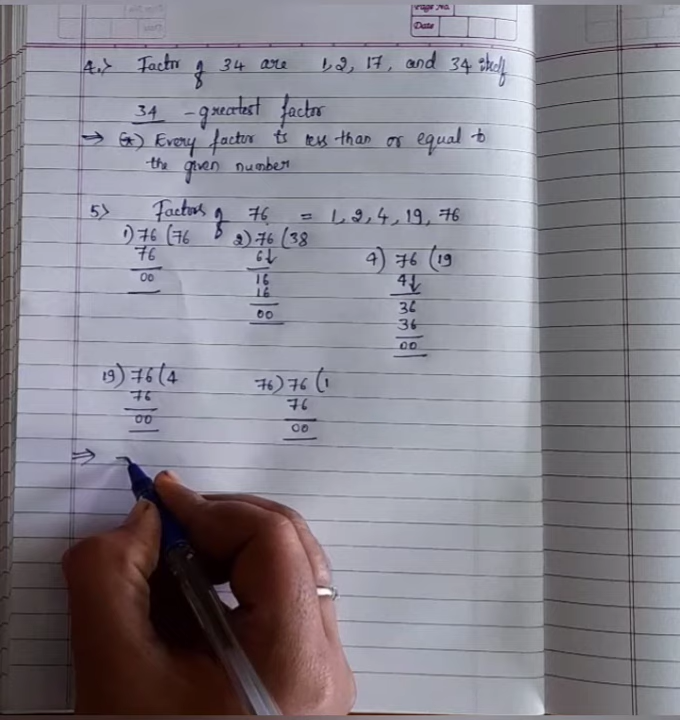 Page No.
Date
4.> Factor of 34 are 1, 2, 17, and 34 itself
34 - greatest factor
⇒ (*) Every factor is less than or equal to
the given number
5> Factors of 76 = 1, 2, 4, 19, 76
1) 76 (76 2) 76 (38
4) 76 (19
76 6↓
4↓
00 16
36
16
36
00
00
19) 76 (4 76) 76 (1
76 76
00 00
⇒